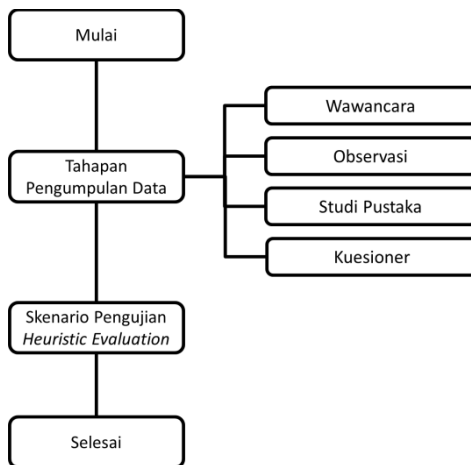 Mulai
Tahapan
Pengumpulan Data
Wawancara
Observasi
Studi Pustaka
Kuesioner
Skenario Pengujian
Heuristic Evaluation
Selesai